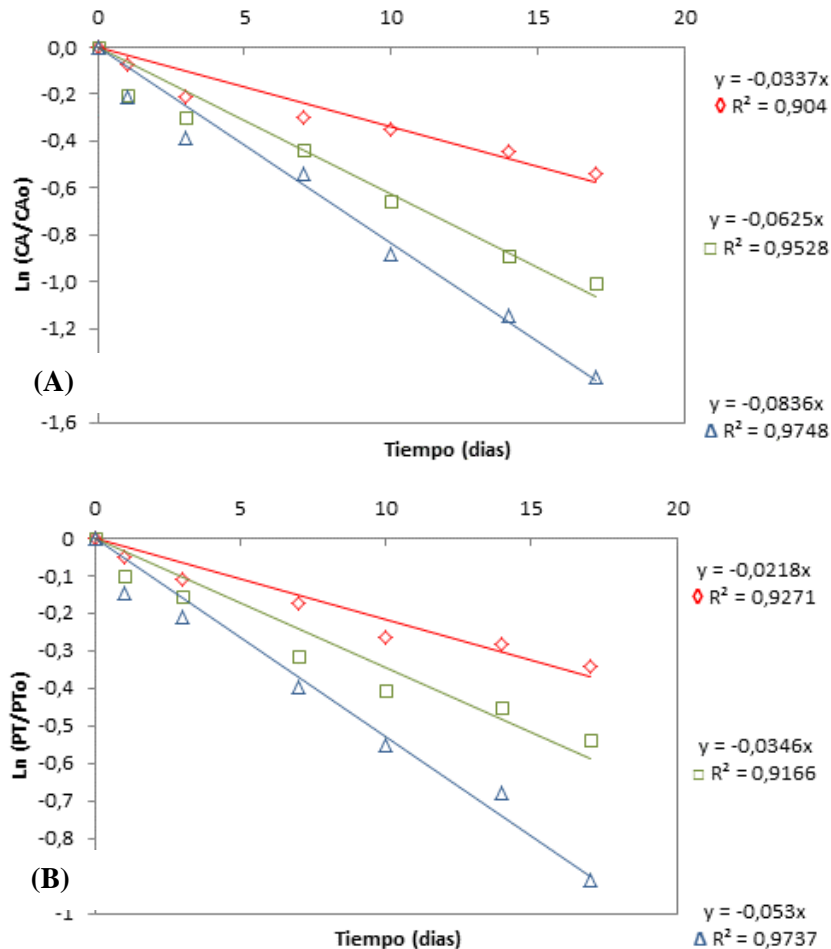 0 5 10 15 20
0,0
-0,2
-0,4
-0,6
-0,8
-1,0
-1,2
-1,6
Ln (CA/CAo)
(A)
Tiempo (dias)
y = -0,0337x
R² = 0,904
y = -0,0625x
R² = 0,9528
y = -0,0836x
R² = 0,9748
0 5 10 15 20
0
-0,1
-0,2
-0,3
-0,4
-0,5
-0,6
-0,7
-0,8
-1
Ln (PT/PTo)
(B)
Tiempo (dias)
y = -0,0218x
R² = 0,9271
y = -0,0346x
R² = 0,9166
y = -0,053x
R² = 0,9737